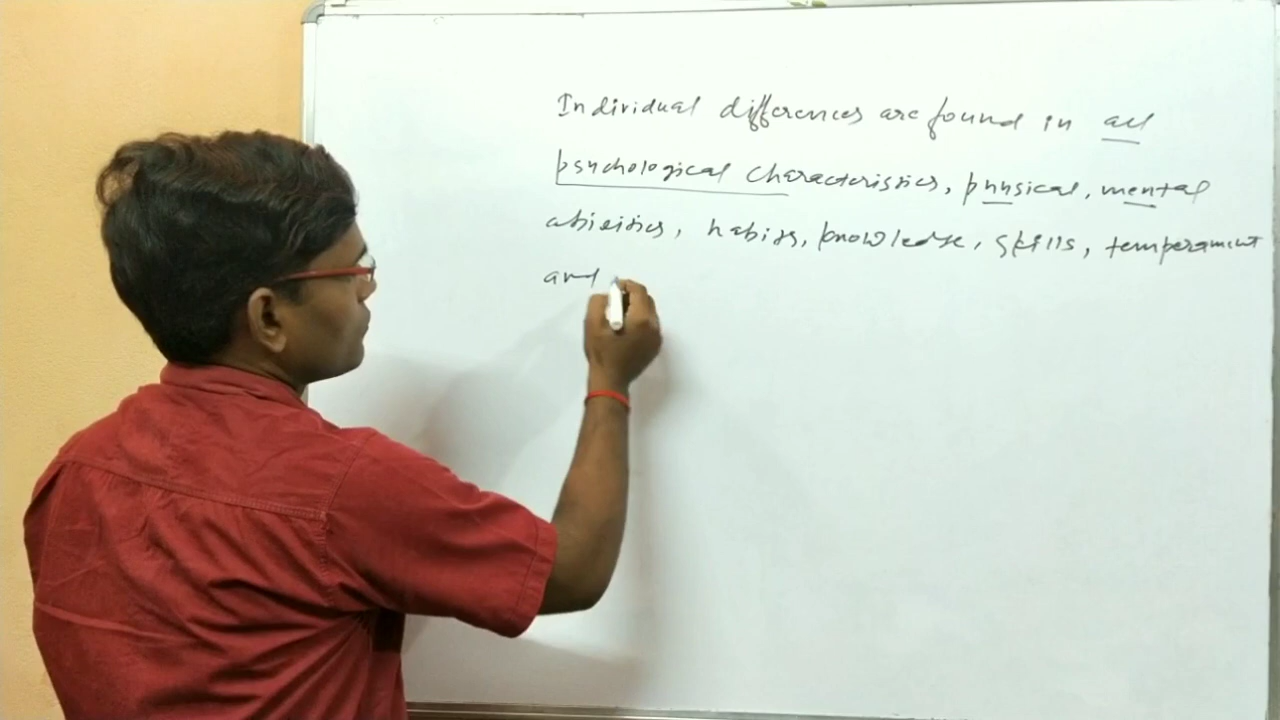 Individual differences are found in all
psychological characteristics, physical, mental
abilities, habits, knowledge, skills, temperament
and